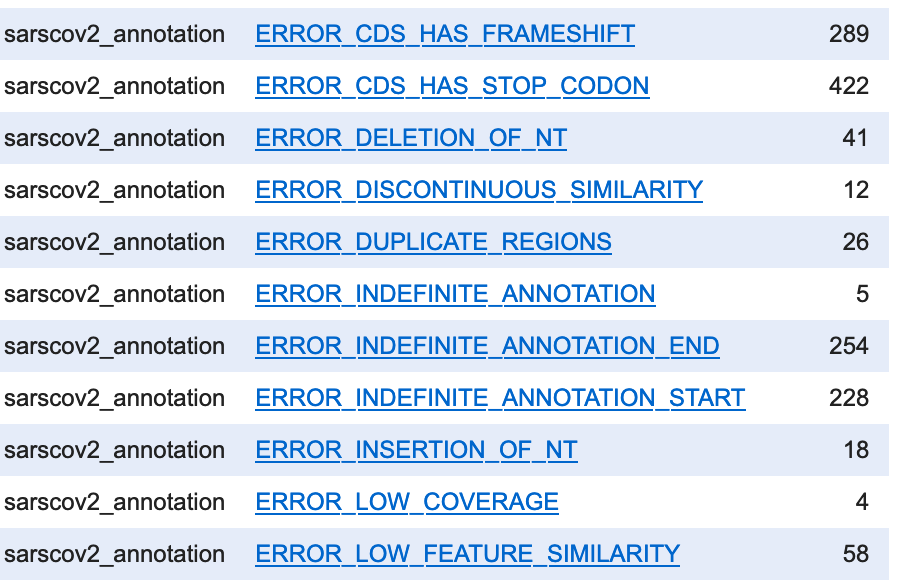 sarscov2_annotation ERROR_CDS_HAS_FRAMESHIFT 289
sarscov2_annotation ERROR_CDS_HAS_STOP_CODON 422
sarscov2_annotation ERROR_DELETION_OF_NT 41
sarscov2_annotation ERROR_DISCONTINUOUS_SIMILARITY 12
sarscov2_annotation ERROR_DUPLICATE_REGIONS 26
sarscov2_annotation ERROR_INDEFINITE_ANNOTATION 5
sarscov2_annotation ERROR_INDEFINITE_ANNOTATION_END 254
sarscov2_annotation ERROR_INDEFINITE_ANNOTATION_START 228
sarscov2_annotation ERROR_INSERTION_OF_NT 18
sarscov2_annotation ERROR_LOW_COVERAGE 4
sarscov2_annotation ERROR_LOW_FEATURE_SIMILARITY 58